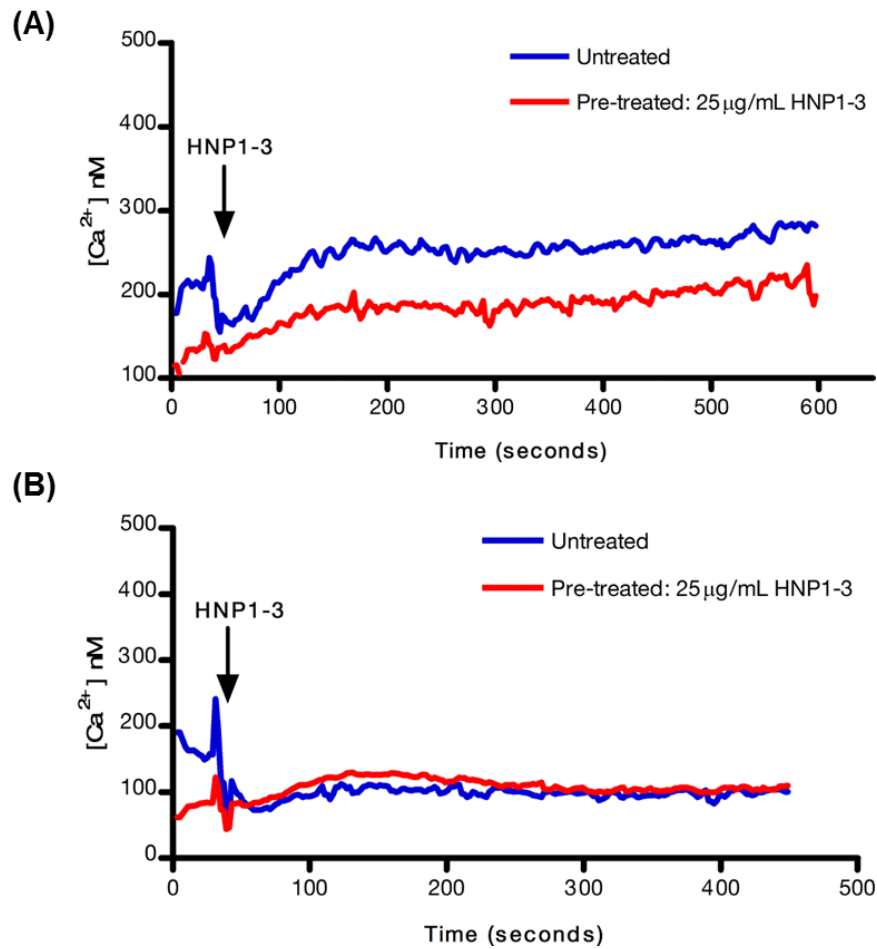 (A)
500
400
300
200
100
[Ca2+] nM
Untreated
Pre-treated: 25µg/mL HNP1-3
HNP1-3
0 100 200 300 400 500 600
Time (seconds)
(B)
500
400
300
200
100
0
[Ca2+] nM
Untreated
Pre-treated: 25µg/mL HNP1-3
HNP1-3
0 100 200 300 400 500
Time (seconds)